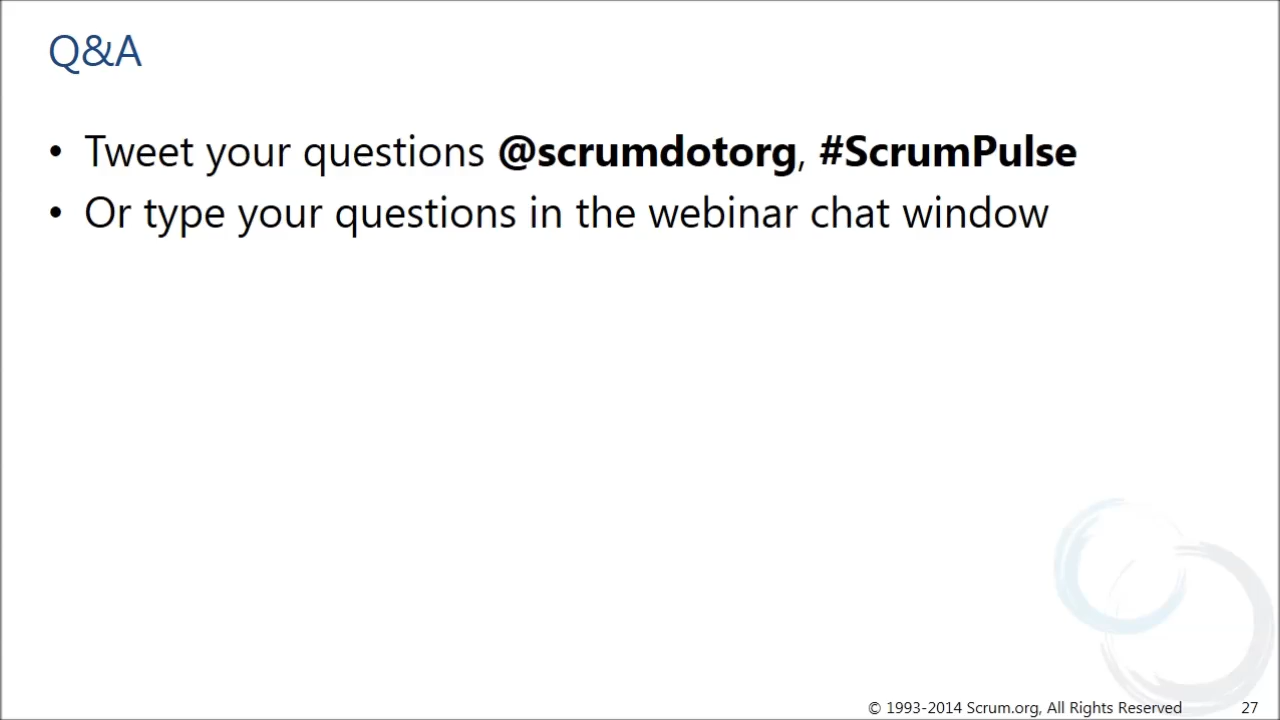 Q&A
• Tweet your questions @scrumdotorg, #ScrumPulse
• Or type your questions in the webinar chat window
© 1993-2014 Scrum.org, All Rights Reserved 27